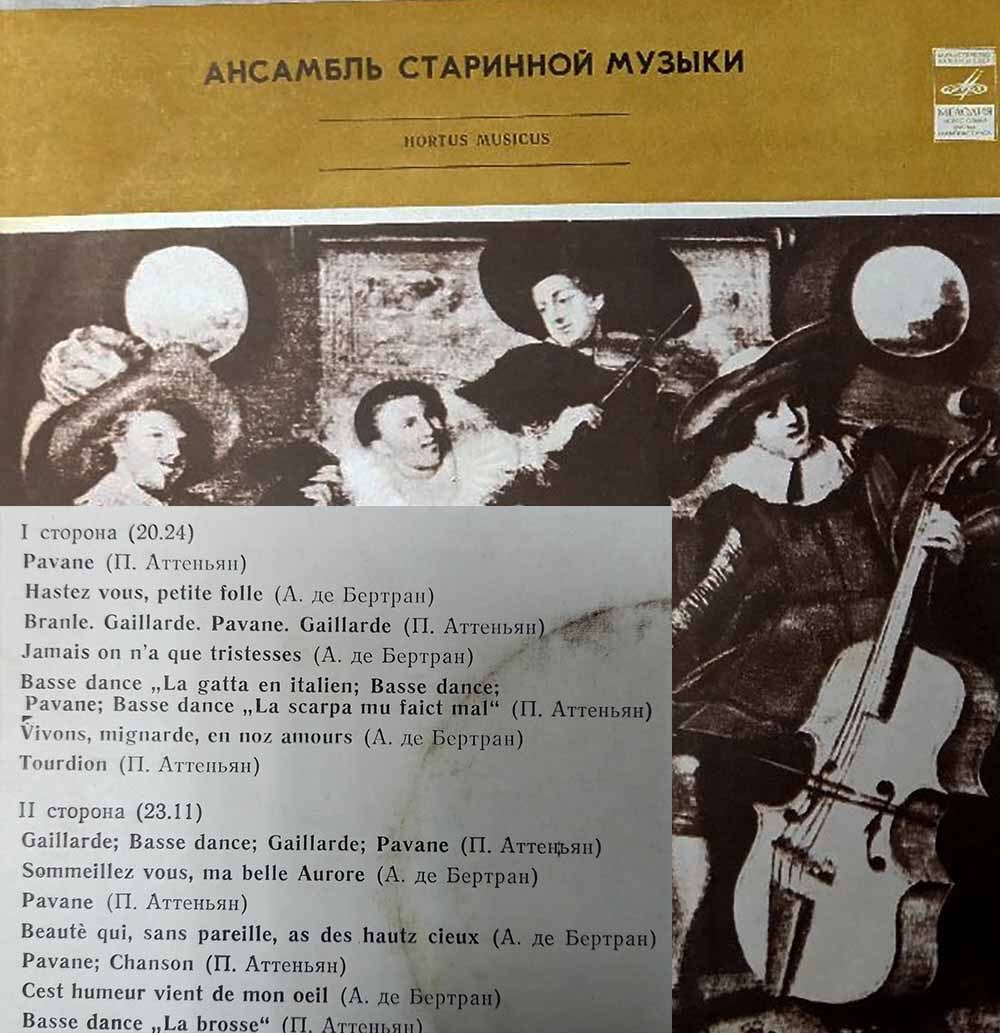 АНСАМБЛЬ СТАРИННОЙ МУЗЫКИ
HORTUS MUSICUS
МЕЛОДИЯ
I сторона (20.24)
Pavane (П. Аттеньян)
Hastez vous, petite folle (А. де Бертран)
Branle. Gaillarde. Pavane. Gaillarde (П. Аттеньян)
Jamais on n'a que tristesses (А. де Бертран)
Basse dance „La gatta en italien; Basse dance;
Pavane; Basse dance „La scarpa mu faict mal“ (П. Аттеньян)
Vivons, mignarde, en noz amours (А. де Бертран)
Tourdion (П. Аттеньян)
II сторона (23.11)
Gaillarde; Basse dance; Gaillarde; Pavane (П. Аттеньян)
Sommeillez vous, ma belle Aurore (А. де Бертран)
Pavane (П. Аттеньян)
Beautè qui, sans pareille, as des hautz cieux (А. де Бертран)
Pavane; Chanson (П. Аттеньян)
Cest humeur vient de mon oeil (А. де Бертран)
Basse dance „La brosse“ (П. Аттеньян)